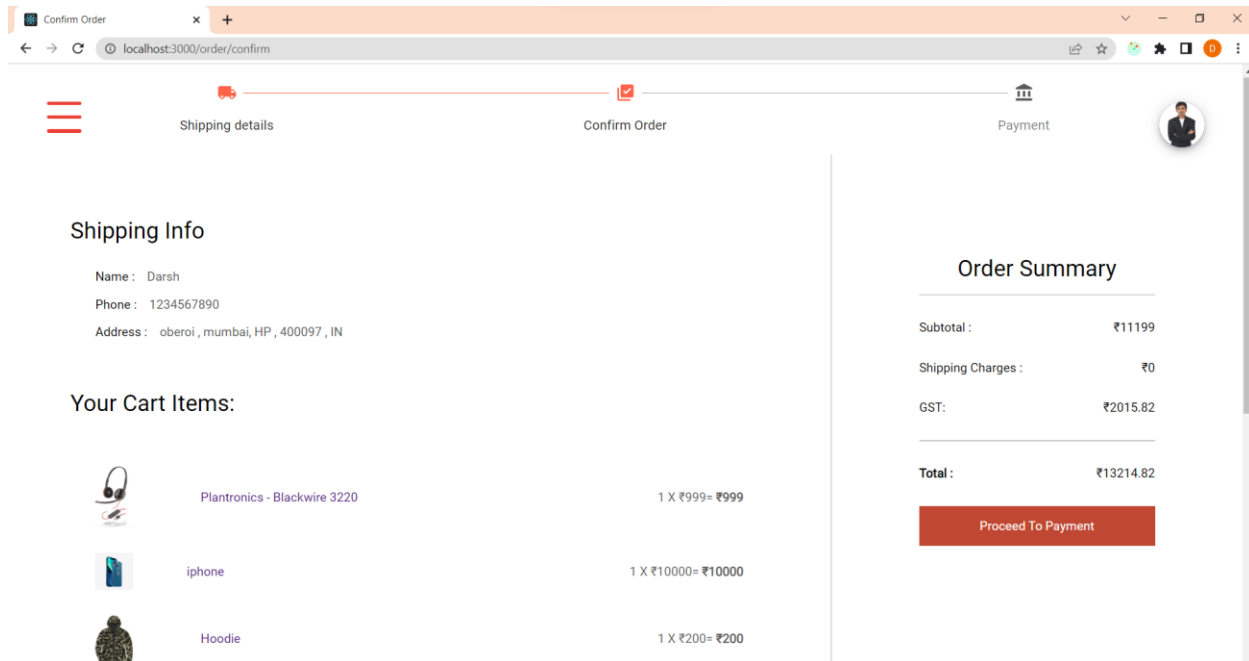 Confirm Order
localhost:3000/order/confirm
D
Shipping details
Confirm Order
Payment
Shipping Info
Name : Darsh
Phone : 1234567890
Address : oberoi , mumbai, HP , 400097 , IN
Your Cart Items:
Plantronics - Blackwire 3220 1 X ₹999= ₹999
iphone 1 X ₹10000= ₹10000
Hoodie 1 X ₹200= ₹200
Order Summary
Subtotal : ₹11199
Shipping Charges : ₹0
GST: ₹2015.82
Total : ₹13214.82
Proceed To Payment